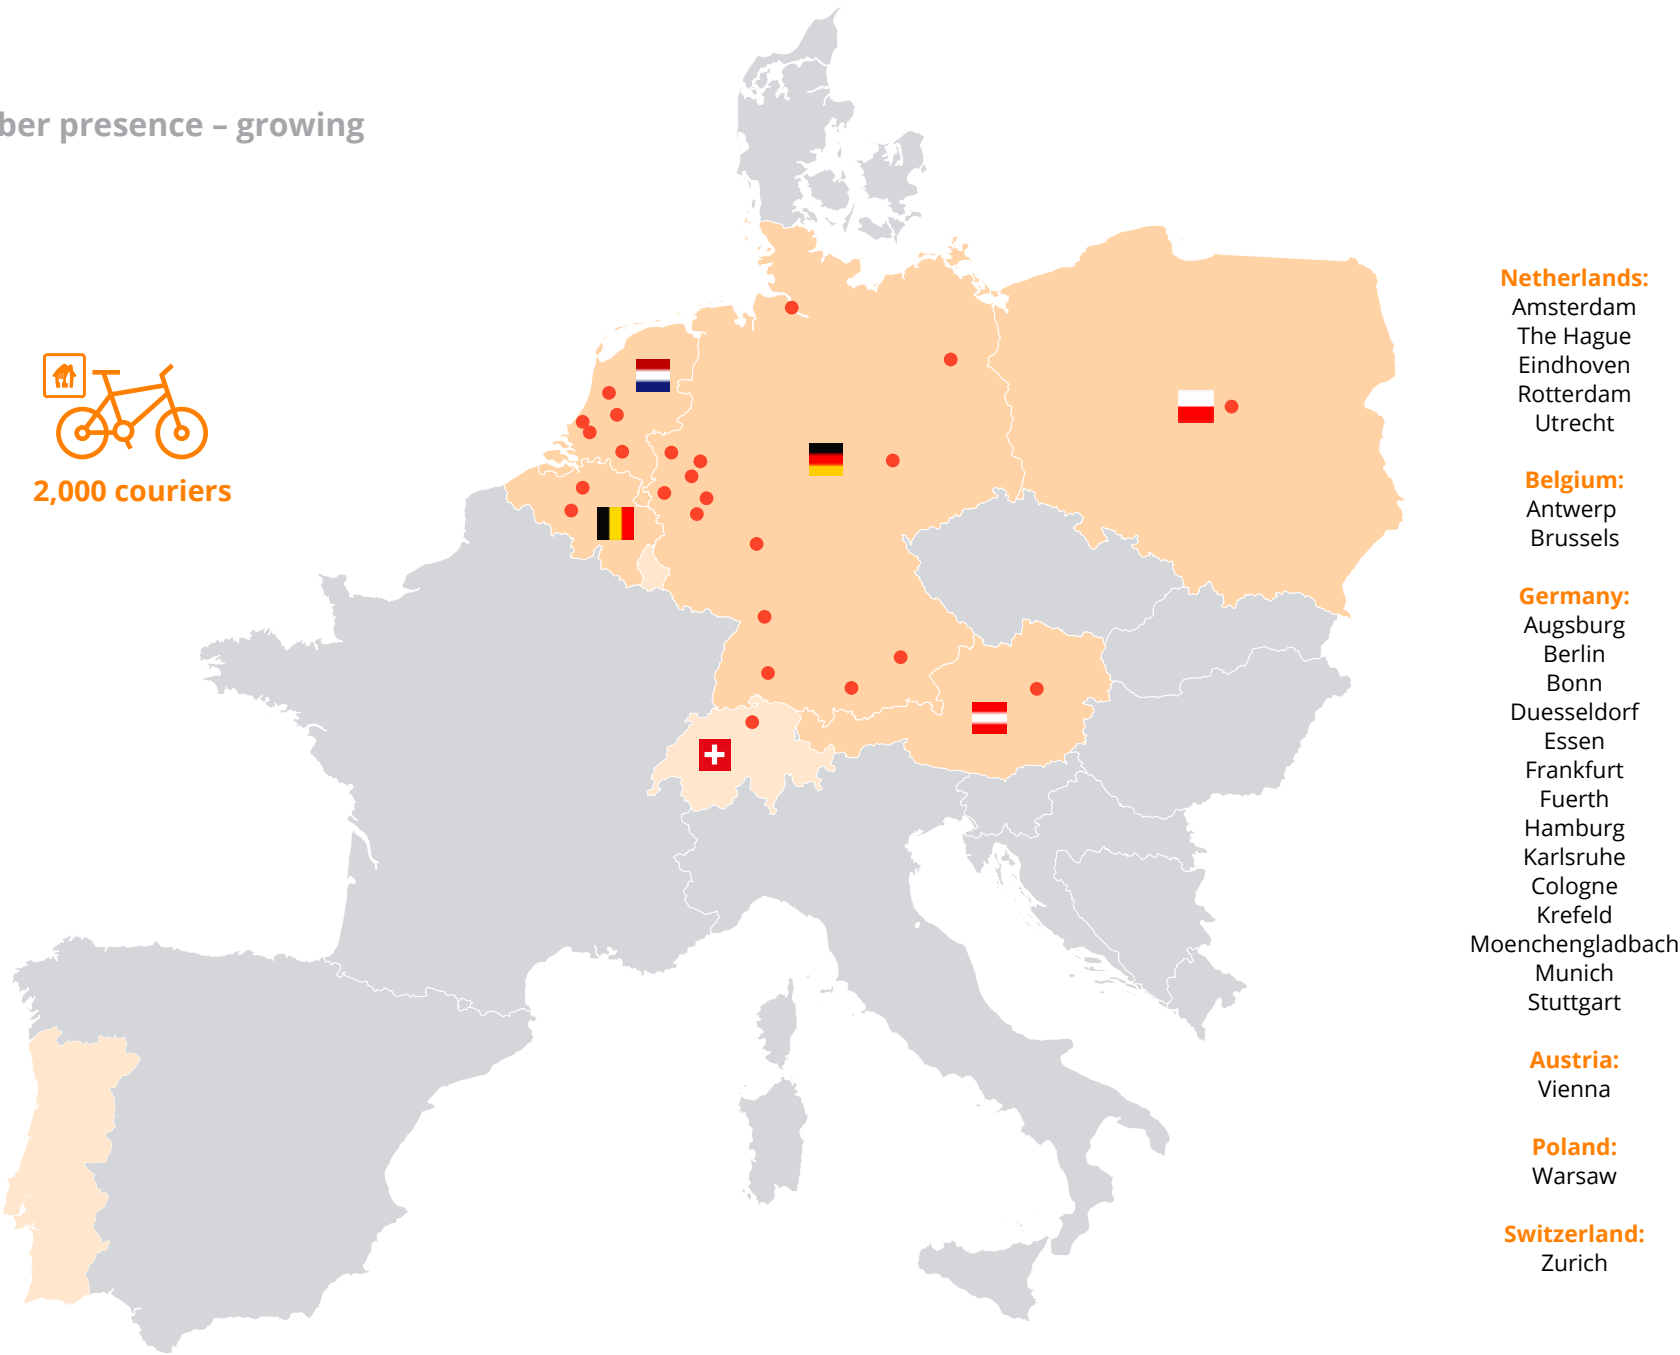 ber presence – growing
2,000 couriers
Netherlands:
Amsterdam
The Hague
Eindhoven
Rotterdam
Utrecht
Belgium:
Antwerp
Brussels
Germany:
Augsburg
Berlin
Bonn
Duesseldorf
Essen
Frankfurt
Fuerth
Hamburg
Karlsruhe
Cologne
Krefeld
Moenchengladbach
Munich
Stuttgart
Austria:
Vienna
Poland:
Warsaw
Switzerland:
Zurich